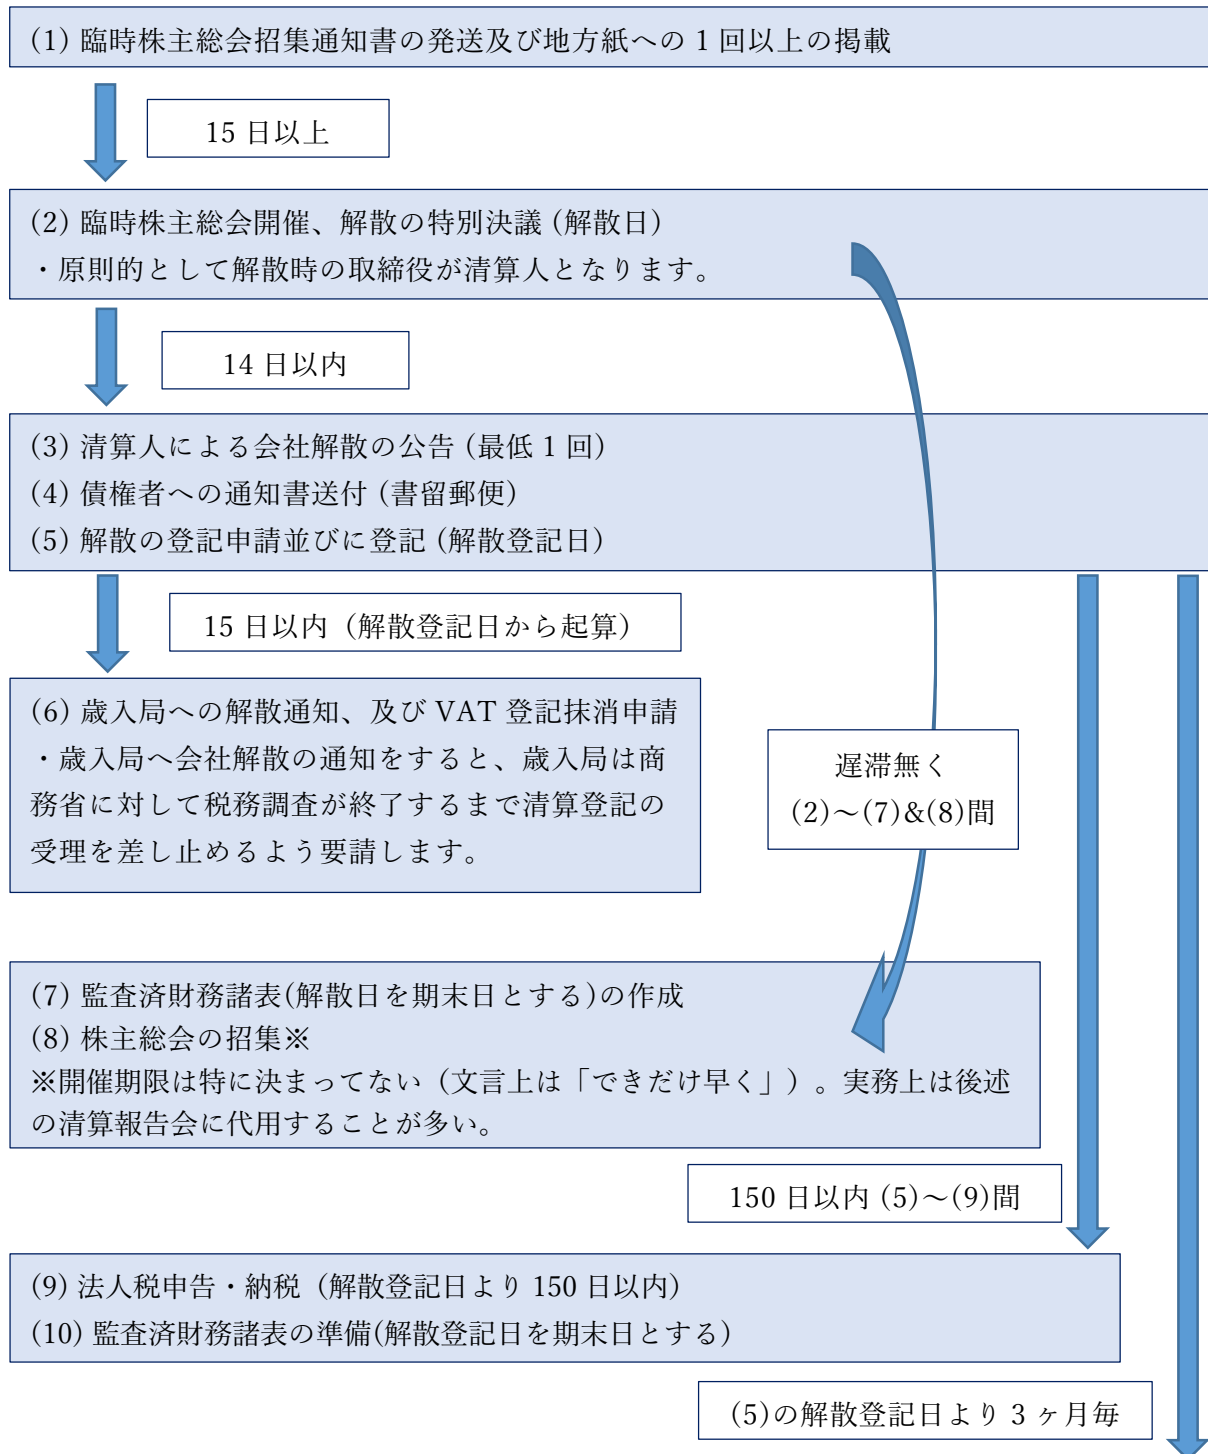 (1) 臨時株主総会招集通知書の発送及び地方紙への 1 回以上の掲載
15 日以上
(2) 臨時株主総会開催、解散の特別決議 (解散日)
・原則的として解散時の取締役が清算人となります。
14 日以内
(3) 清算人による会社解散の公告 (最低 1 回)
(4) 債権者への通知書送付 (書留郵便)
(5) 解散の登記申請並びに登記 (解散登記日)
15 日以内（解散登記日から起算）
(6) 歳入局への解散通知、及び VAT 登記抹消申請
・歳入局へ会社解散の通知をすると、歳入局は商
務省に対して税務調査が終了するまで清算登記の
受理を差し止めるよう要請します。
遅滞無く
(2)～(7)&(8)間
(7) 監査済財務諸表(解散日を期末日とする)の作成
(8) 株主総会の招集※
※開催期限は特に決まってない（文言上は「できだけ早く」）。実務上は後述
の清算報告会に代用することが多い。
150 日以内 (5)～(9)間
(9) 法人税申告・納税（解散登記日より 150 日以内）
(10) 監査済財務諸表の準備(解散登記日を期末日とする)
(5)の解散登記日より 3 ヶ月毎